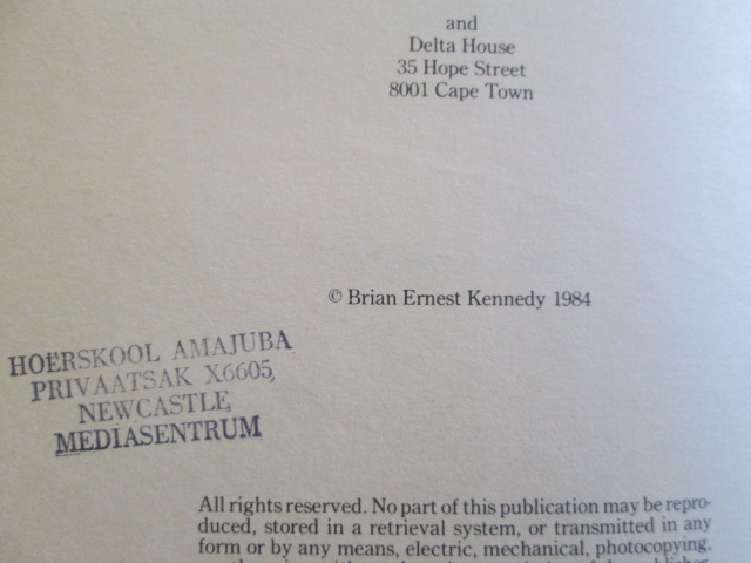 and
Delta House
35 Hope Street
8001 Cape Town
© Brian Ernest Kennedy 1984
HOERSKOOL AMAJUBA
PRIVAATSAK X6605,
NEWCASTLE,
MEDIASENTRUM
All rights reserved. No part of this publication may be repro-
duced, stored in a retrieval system, or transmitted in any
form or by any means, electric, mechanical, photocopying,